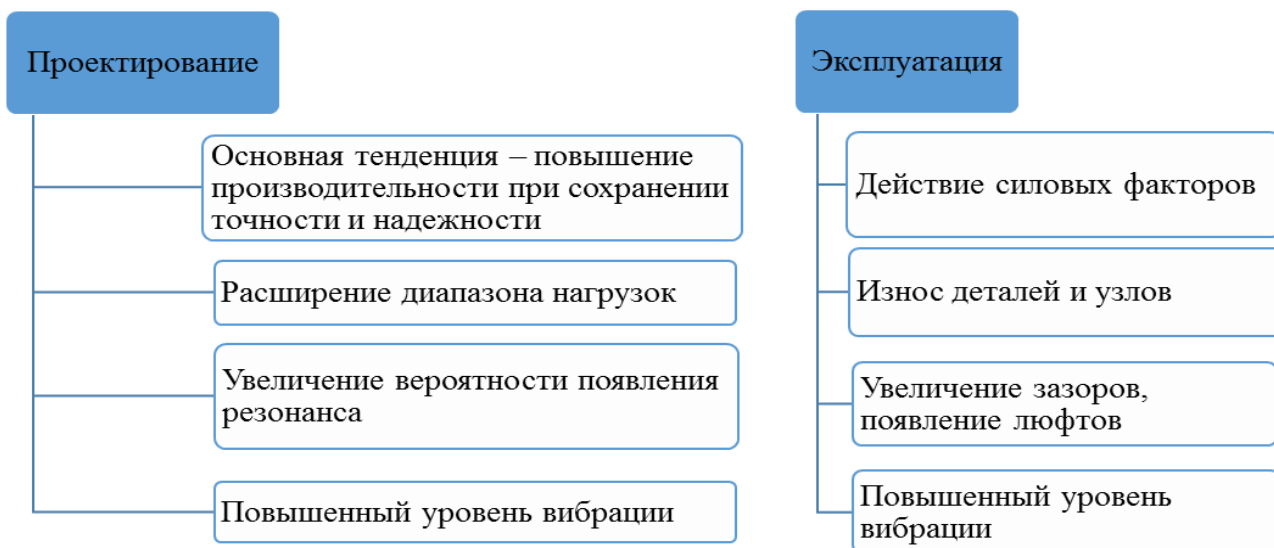 Проектирование
Основная тенденция – повышение
производительности при сохранении
точности и надежности
Расширение диапазона нагрузок
Увеличение вероятности появления
резонанса
Повышенный уровень вибрации
Эксплуатация
Действие силовых факторов
Износ деталей и узлов
Увеличение зазоров,
появление люфтов
Повышенный уровень
вибрации